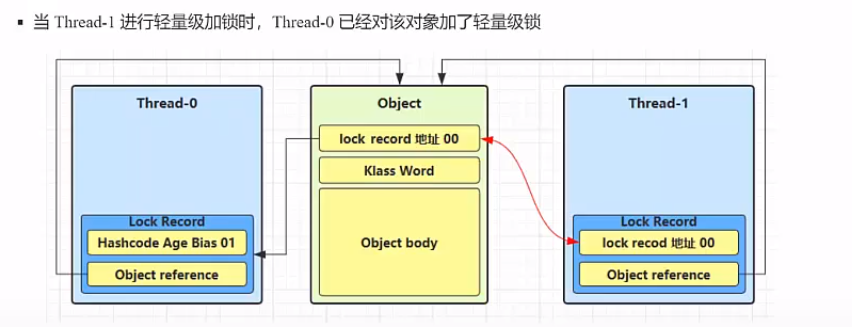 ▪ 当 Thread-1 进行轻量级加锁时，Thread-0 已经对该对象加了轻量级锁
Thread-0
Object
Thread-1
lock record 地址 00
Klass Word
Object body
Lock Record
Hashcode Age Bias 01
Object reference
Lock Record
lock recod 地址 00
Object reference